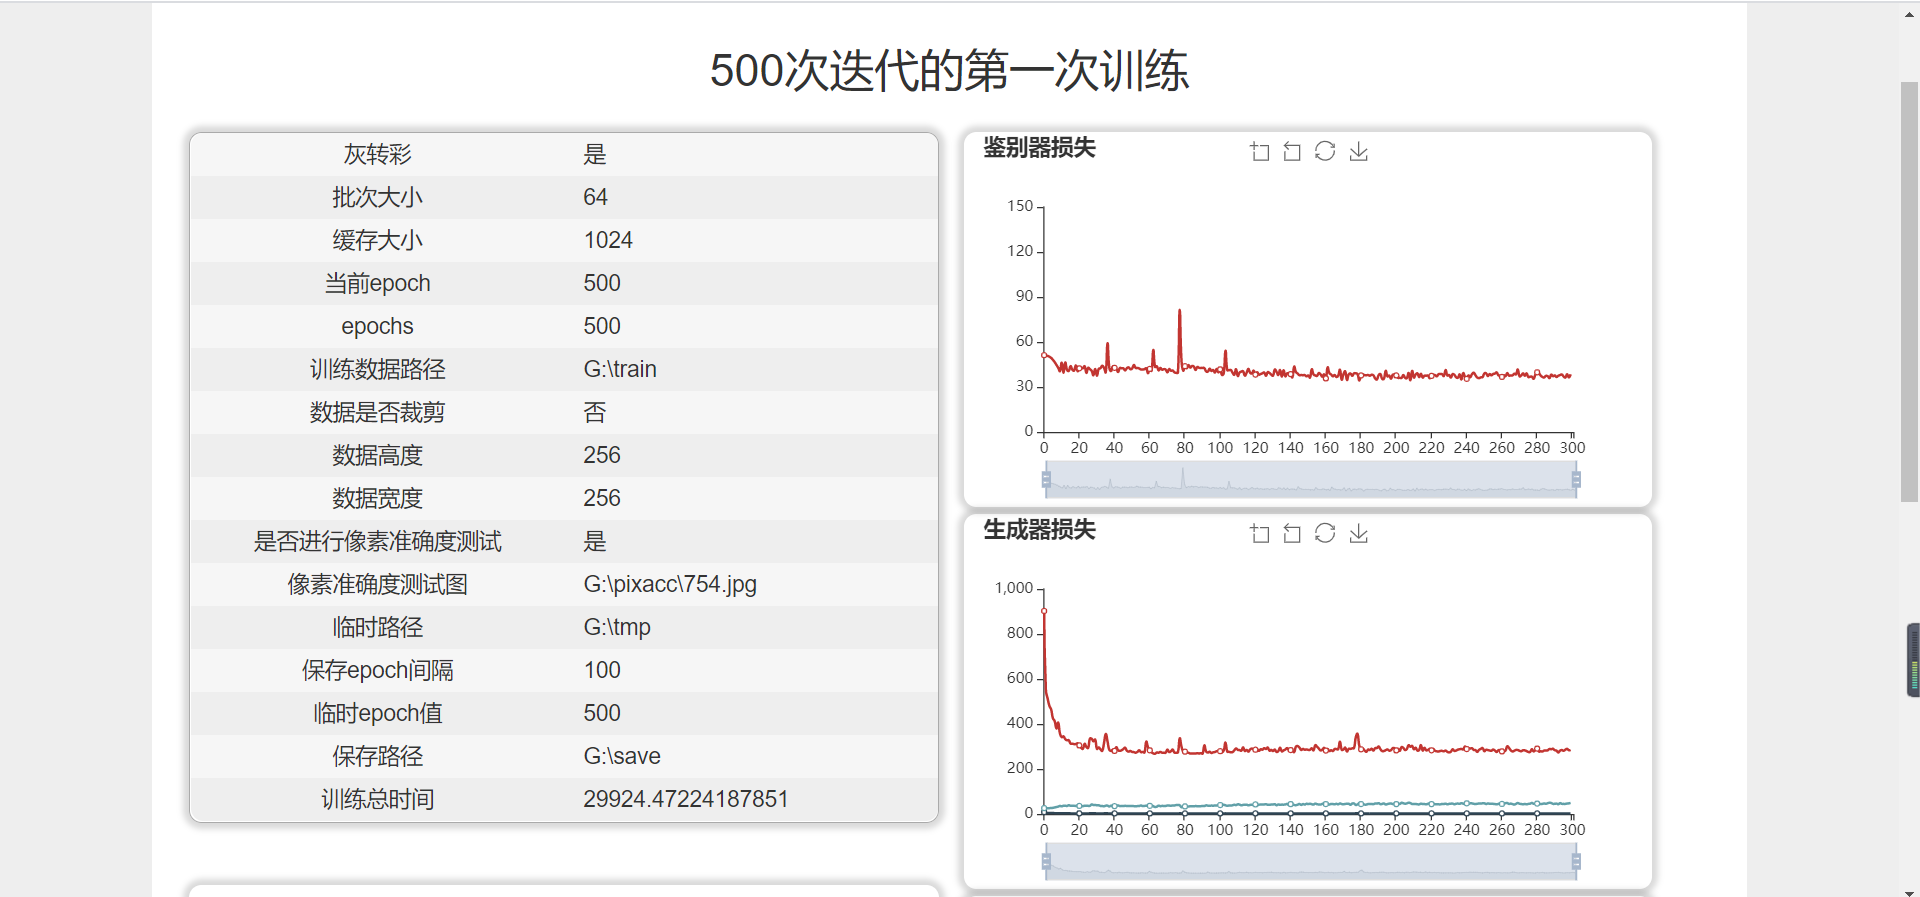 500次迭代的第一次训练
灰转彩 是
批次大小 64
缓存大小 1024
当前epoch 500
epochs 500
训练数据路径 G:\train
数据是否裁剪 否
数据高度 256
数据宽度 256
是否进行像素准确度测试 是
像素准确度测试图 G:\pixacc\754.jpg
临时路径 G:\tmp
保存epoch间隔 100
临时epoch值 500
保存路径 G:\save
训练总时间 29924.47224187851
鉴别器损失
150
120
90
60
30
0
0 20 40 60 80 100 120 140 160 180 200 220 240 260 280 300
生成器损失
1,000
800
600
400
200
0
0 20 40 60 80 100 120 140 160 180 200 220 240 260 280 300